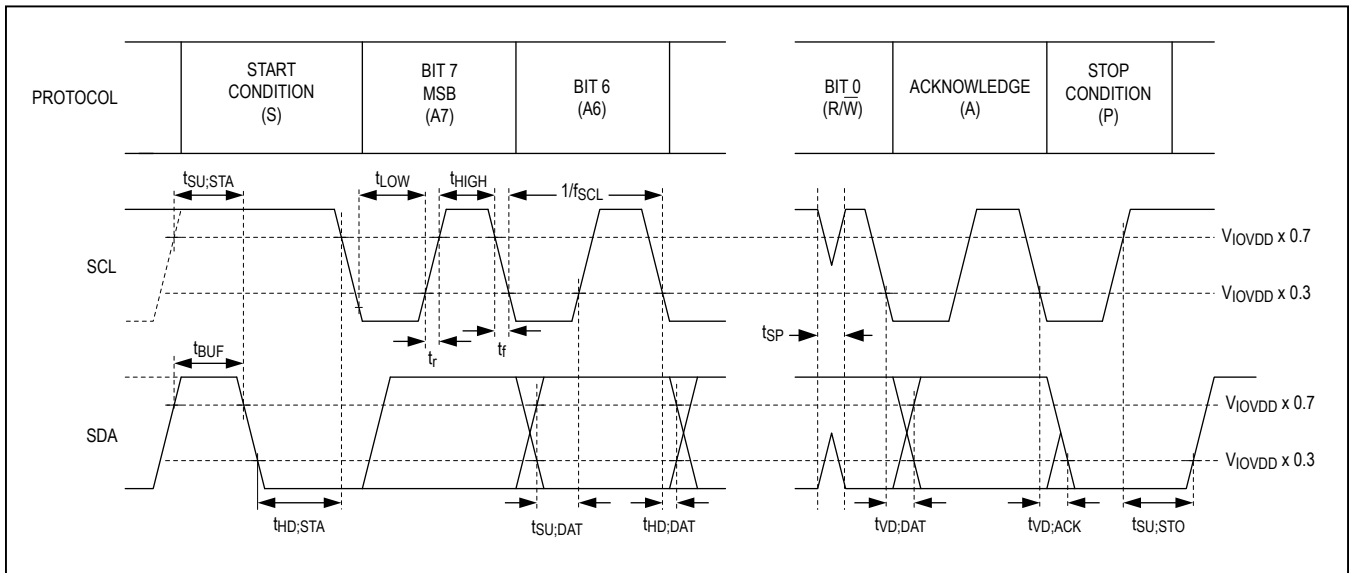 PROTOCOL
START
CONDITION
(S)
BIT 7
MSB
(A7)
BIT 6
(A6)
BIT 0
(R/W̅)
ACKNOWLEDGE
(A)
STOP
CONDITION
(P)
tSU;STA
tLOW
tHIGH
1/fSCL
SCL
VIOVDD x 0.7
VIOVDD x 0.3
tr
tf
tSP
tBUF
SDA
VIOVDD x 0.7
VIOVDD x 0.3
tHD;STA
tSU;DAT
tHD;DAT
tVD;DAT
tVD;ACK
tSU;STO